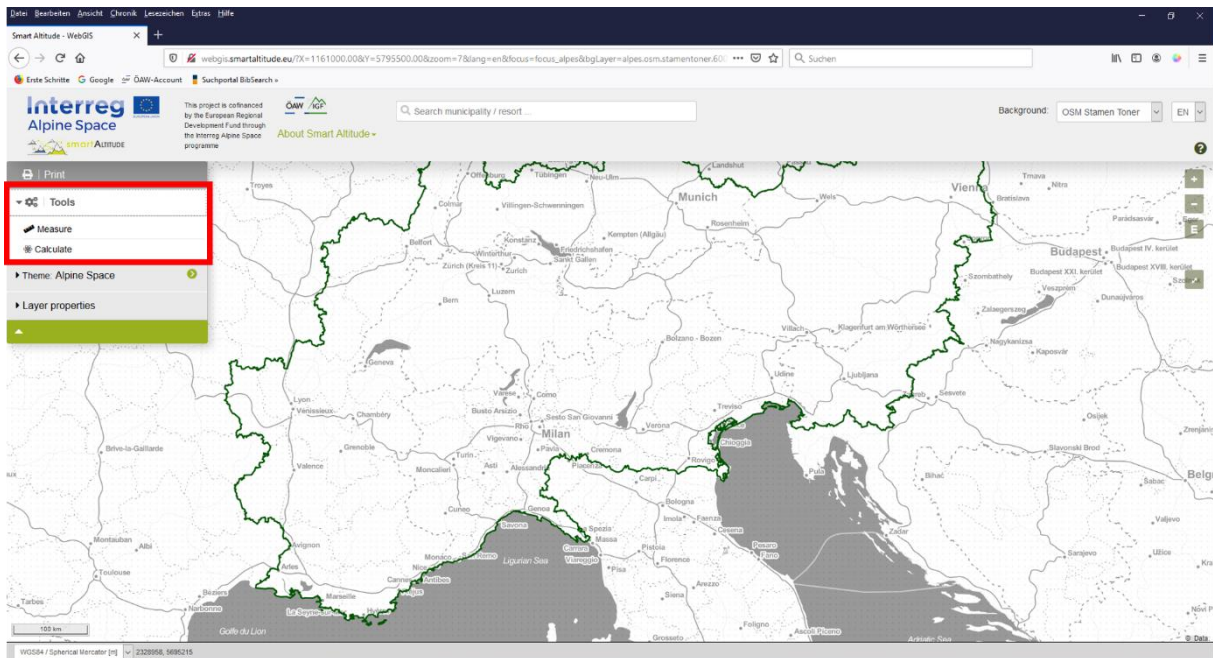 Datei Bearbeiten Ansicht Chronik Lesezeichen Extras Hilfe
Smart Altitude - WebGIS
webgis.smartaltitude.eu/?X=1161000.00&Y=5795500.00&zoom=7&lang=en&focus=focus_alpes&bgLayer=alpes.osm.stamentoner.60
Suchen
Erste Schritte Google ÖAW-Account Suchportal BibSearch »
Interreg
Alpine Space
smartAltitude
This project is cofinanced
by the European Regional
Development Fund through
the Interreg Alpine Space
programme
ÖAW IGF
About Smart Altitude
Search municipality / resort ...
Background: OSM Stamen Toner EN
Print
Tools
Measure
Calculate
Theme: Alpine Space
Layer properties
Troyes
Offenburg
Tübingen
Neu-Ulm
Landshut
Trnava
Nitra
Colmar
Villingen-Schwenningen
Munich
Wels
Vienna
Bratislava
Parádsasvár
Eger
E
Rosenheim
Belfort
Konstanz
Kempten (Allgäu)
Winterthur
Friedrichshafen
Sankt Gallen
Zürich (Kreis 11)
Zurich
Budapest
Budapest IV. kerület
Budapest XXI. kerület
Budapest XVIII. kerület
Szombathely
Veszprém
Dunaújváros
Luzern
Bern
Zalaegerszeg
Villach
Klagenfurt am Wörthersee
Bolzano - Bozen
Nagykanizsa
Kaposvár
Geneva
Udine
Ljubljana
Lyon
Vénissieux
Chambéry
Varese
Como
Busto Arsizio
Sesto San Giovanni
Rho
Milan
Treviso
Verona
Sesvete
Osijek
Zrenjanin
Brive-la-Gaillarde
Grenoble
Vigevano
Pavia
Cremona
Chioggia
Slavonski Brod
Valence
Turin
Moncalieri
Asti
Alessandria
Piacenza
Rovigo
Pula
Bihać
Šabac
Belgr
Carpi
Cuneo
Genoa
Bologna
Savona
Imola
Faenza
Cesena
Zadar
Valjevo
La Spezia
Massa
Carrara
Viareggio
Montauban
Albi
Avignon
Monaco
San Remo
Ligurian Sea
Pistoia
Florence
Pesaro
Fano
Sarajevo
Užice
Toulouse
Arles
Nice
Cannes
Antibes
Pisa
Arezzo
Siena
Béziers
Narbonne
Marseille
Tarbes
La Seyne-sur-
Golfe du Lion
Grosseto
Foligno
Ascoli Piceno
Adriatic Sea
Novi P
100 km
© Data
WGS84 / Spherical Mercator [m] 2328958, 5695215